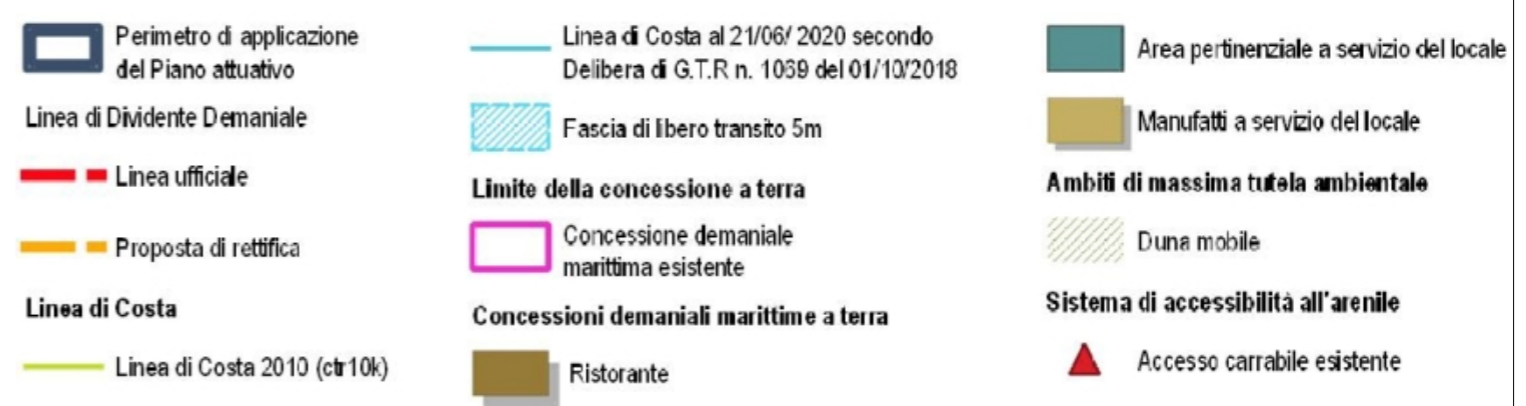 Perimetro di applicazione
del Piano attuativo
Linea di Dividente Demaniale
Linea ufficiale
Proposta di rettifica
Linea di Costa
Linea di Costa 2010 (ctr10k)
Linea di Costa al 21/06/ 2020 secondo
Delibera di G.T.R n. 1069 del 01/10/2018
Fascia di libero transito 5m
Limite della concessione a terra
Concessione demaniale
marittima esistente
Concessioni demaniali marittime a terra
Ristorante
Area pertinenziale a servizio del locale
Manufatti a servizio del locale
Ambiti di massima tutela ambientale
Duna mobile
Sistema di accessibilità all'arenile
Accesso carrabile esistente